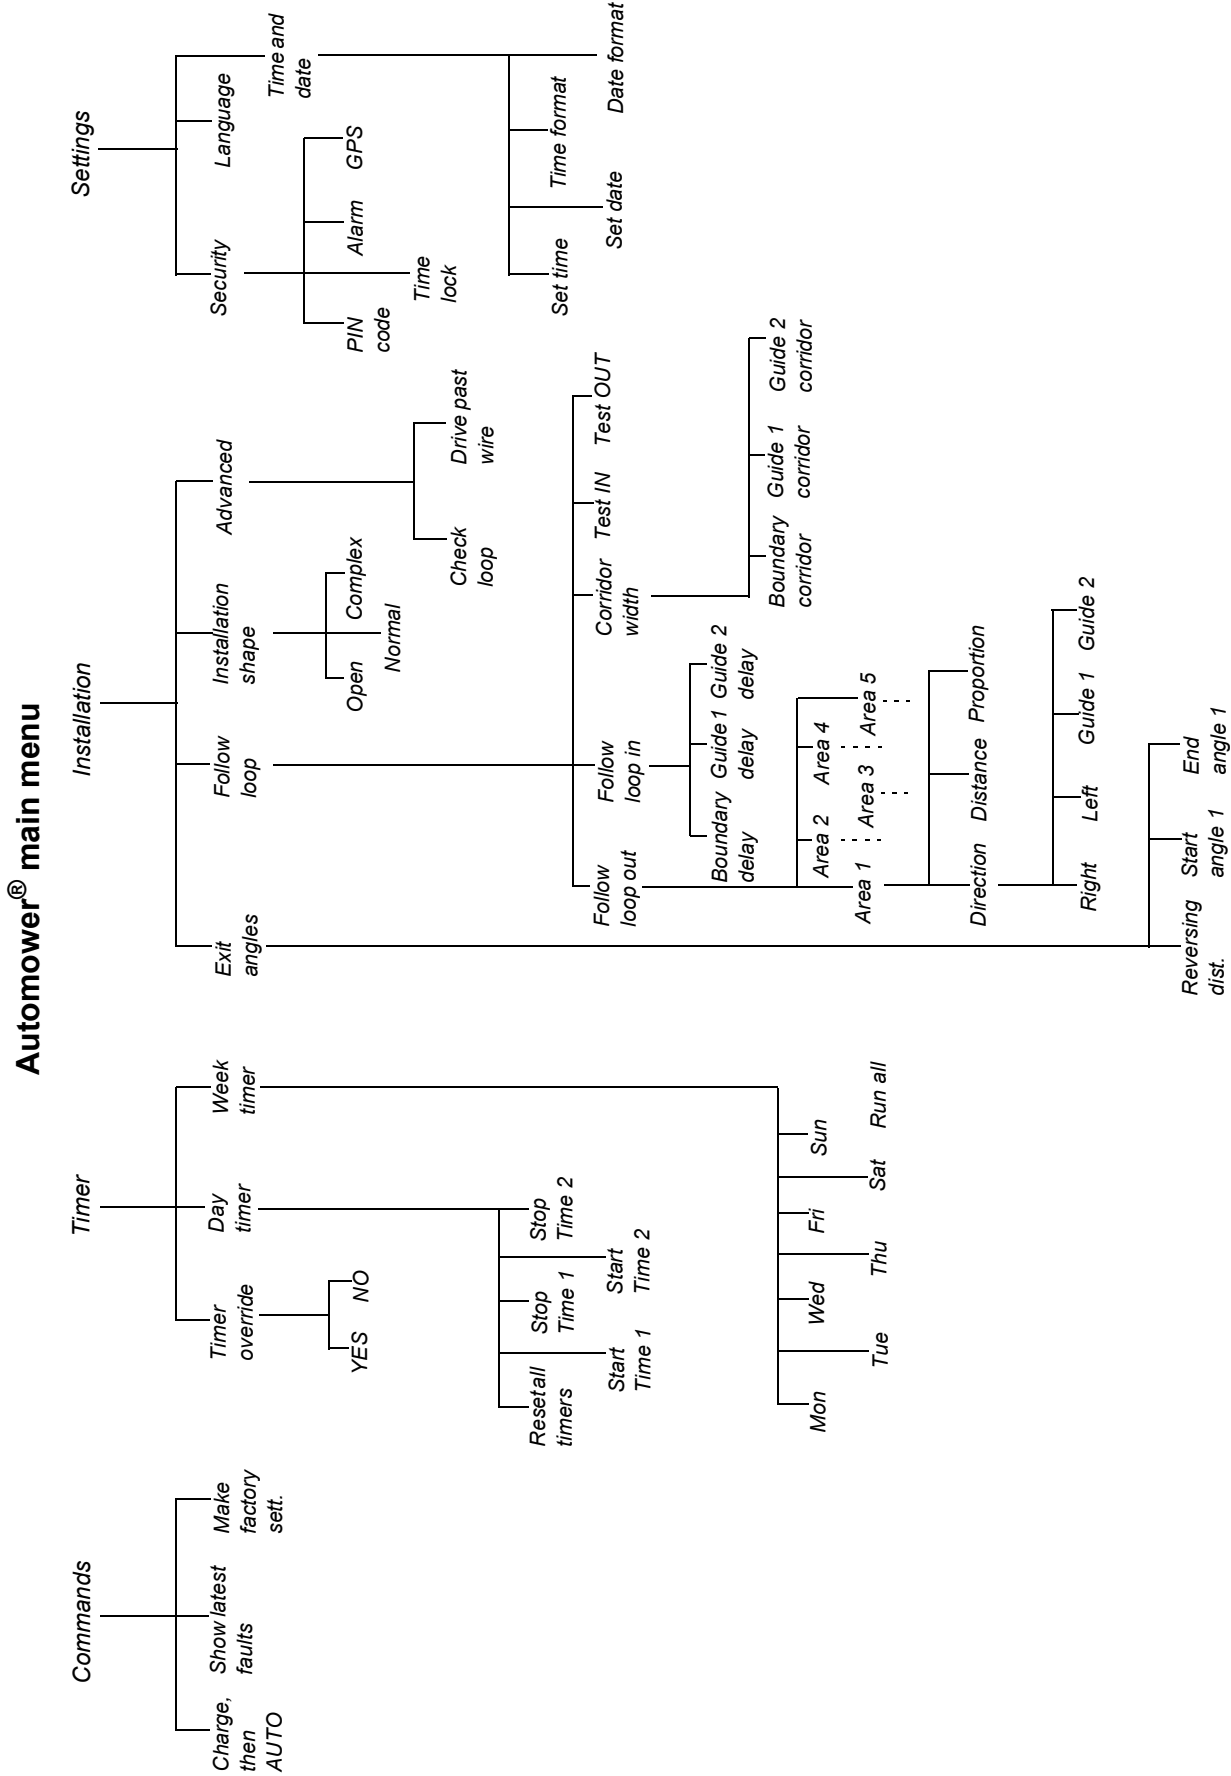 Automower® main menu
Commands
Charge,
then
AUTO
Show latest
faults
Make
factory
sett.
Timer
Timer
override
YES
NO
Day
timer
Reset all
timers
Start
Time 1
Stop
Time 1
Start
Time 2
Stop
Time 2
Week
timer
Mon
Tue
Wed
Thu
Fri
Sat
Sun
Run all
Installation
Exit
angles
Reversing
dist.
Start
angle 1
End
angle 1
Follow
loop
Follow
loop out
Area 1
Area 2
Area 3
Area 4
Area 5
Direction
Distance
Proportion
Right
Left
Guide 1
Guide 2
Follow
loop in
Boundary
delay
Guide 1
delay
Guide 2
delay
Corridor
width
Boundary
corridor
Guide 1
corridor
Guide 2
corridor
Test IN
Test OUT
Installation
shape
Open
Normal
Complex
Advanced
Check
loop
Drive past
wire
Settings
Security
PIN
code
Time
lock
Alarm
GPS
Language
Time and
date
Set time
Set date
Time format
Date format